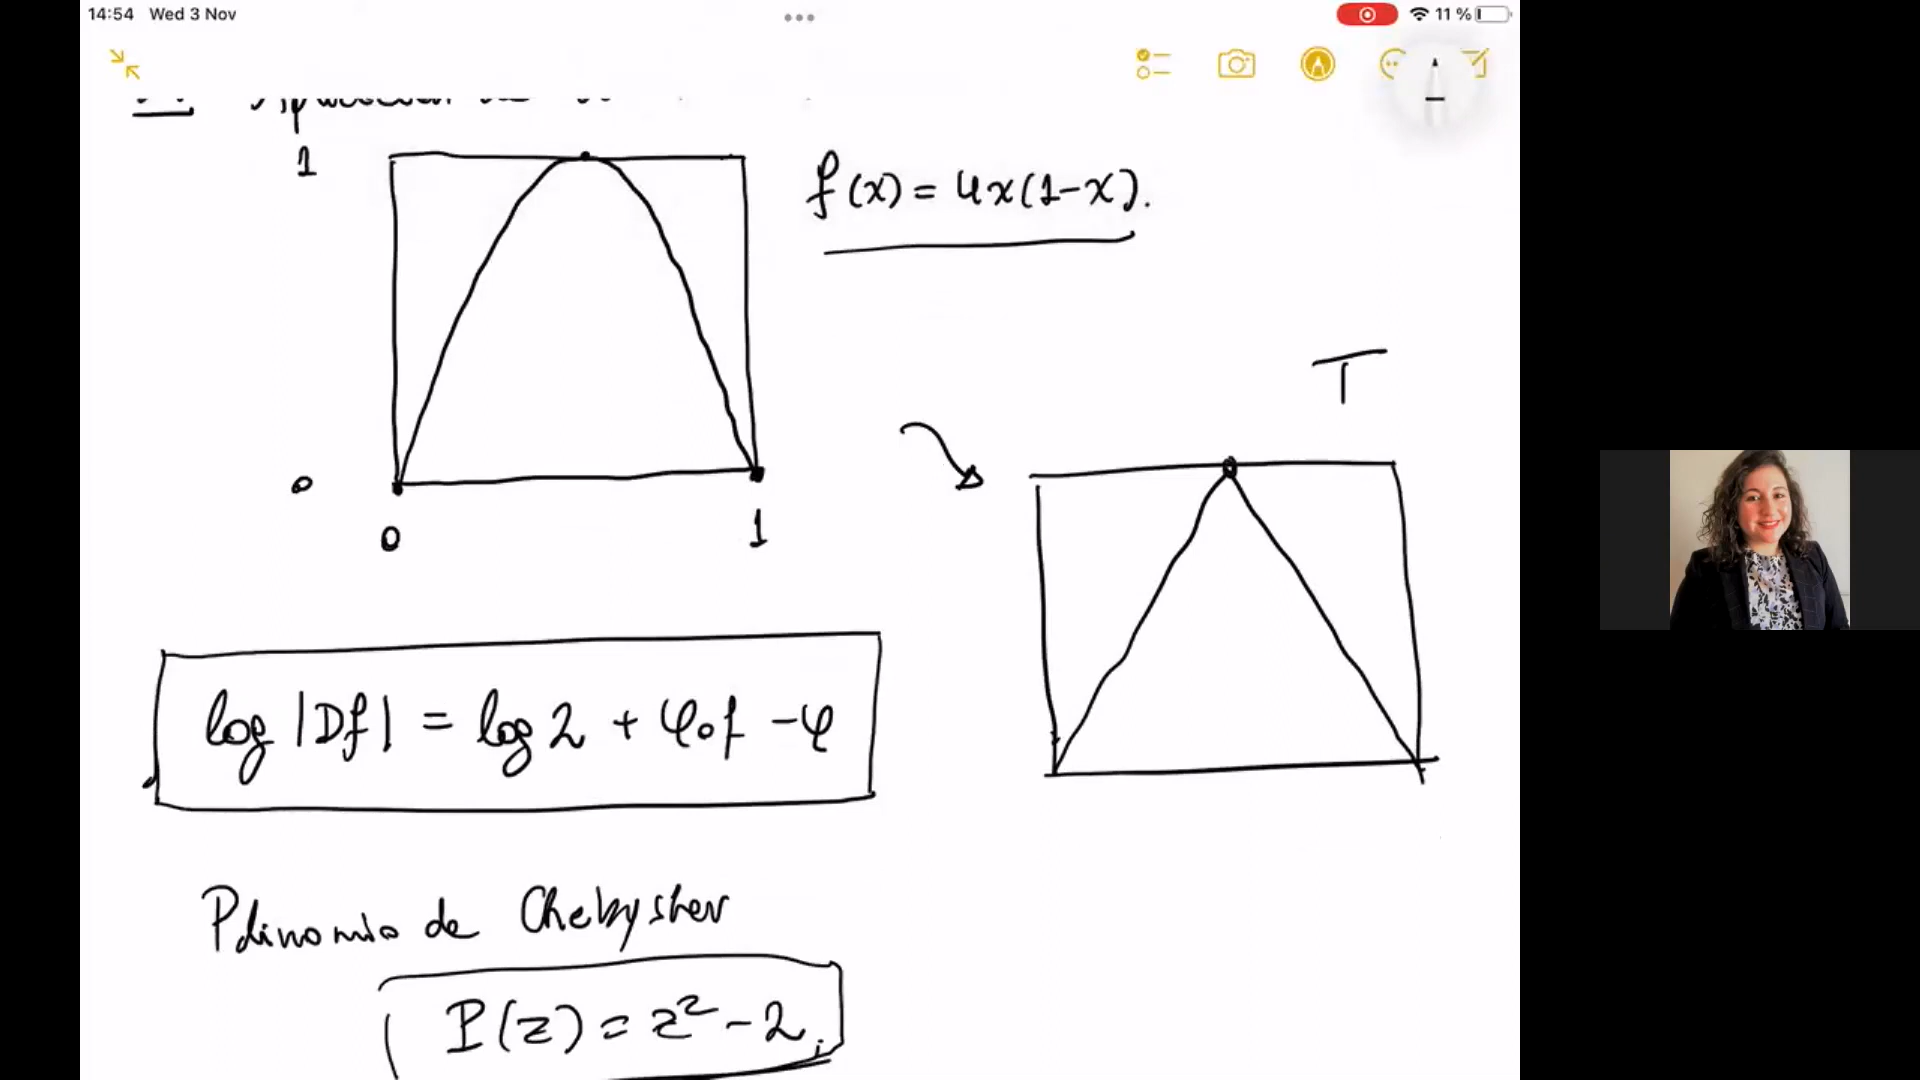 14:54 Wed 3 Nov
11 %
1
f(x) = 4x(1-x).
0
0 1
T
log |Df| = log 2 + φof - φ
Polinomio de Chebyshev
P(z) = z² - 2,